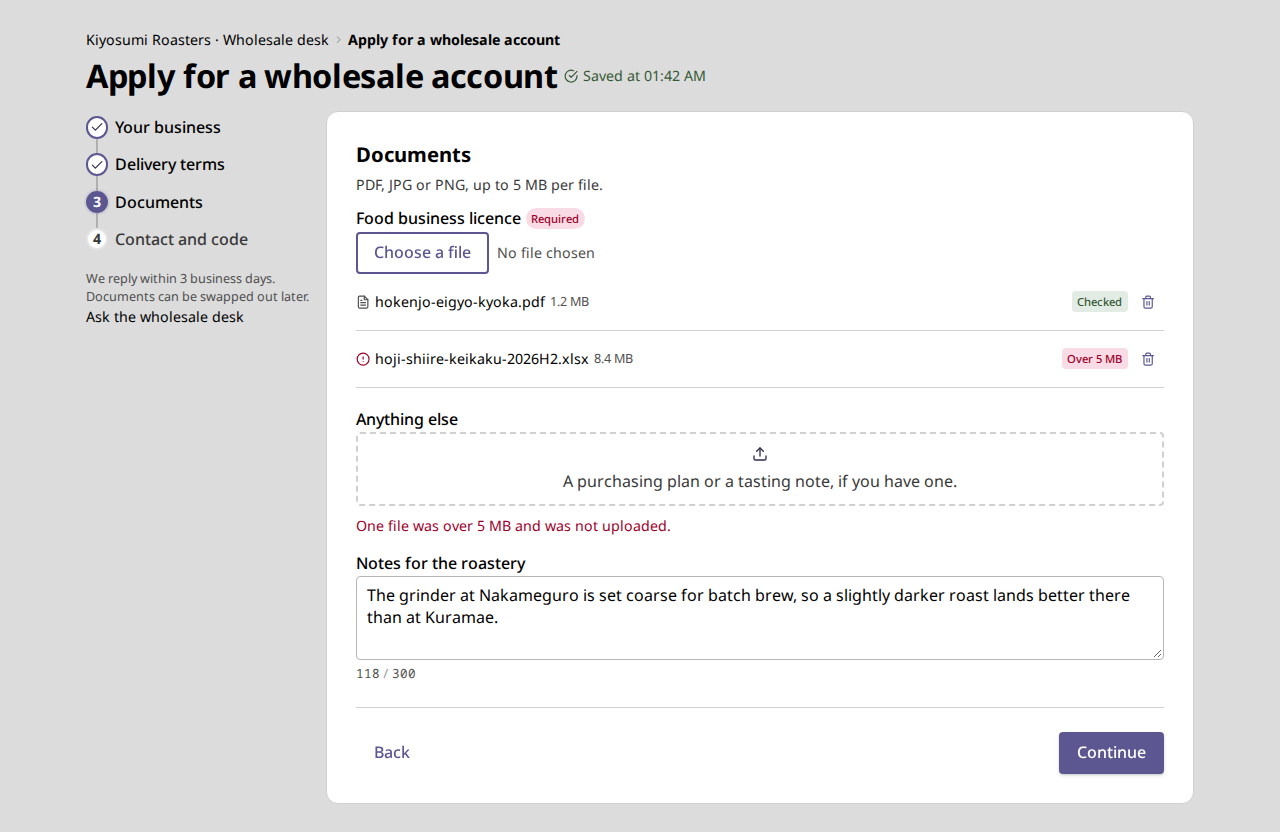 Kiyosumi Roasters · Wholesale desk › Apply for a wholesale account
Apply for a wholesale account Saved at 01:42 AM
Your business
Delivery terms
3 Documents
4 Contact and code
We reply within 3 business days.
Documents can be swapped out later.
Ask the wholesale desk
Documents
PDF, JPG or PNG, up to 5 MB per file.
Food business licence Required
Choose a file No file chosen
hokenjo-eigyo-kyoka.pdf 1.2 MB Checked
hoji-shiire-keikaku-2026H2.xlsx 8.4 MB Over 5 MB
Anything else
A purchasing plan or a tasting note, if you have one.
One file was over 5 MB and was not uploaded.
Notes for the roastery
The grinder at Nakameguro is set coarse for batch brew, so a slightly darker roast lands better there
than at Kuramae.
118 / 300
Back Continue